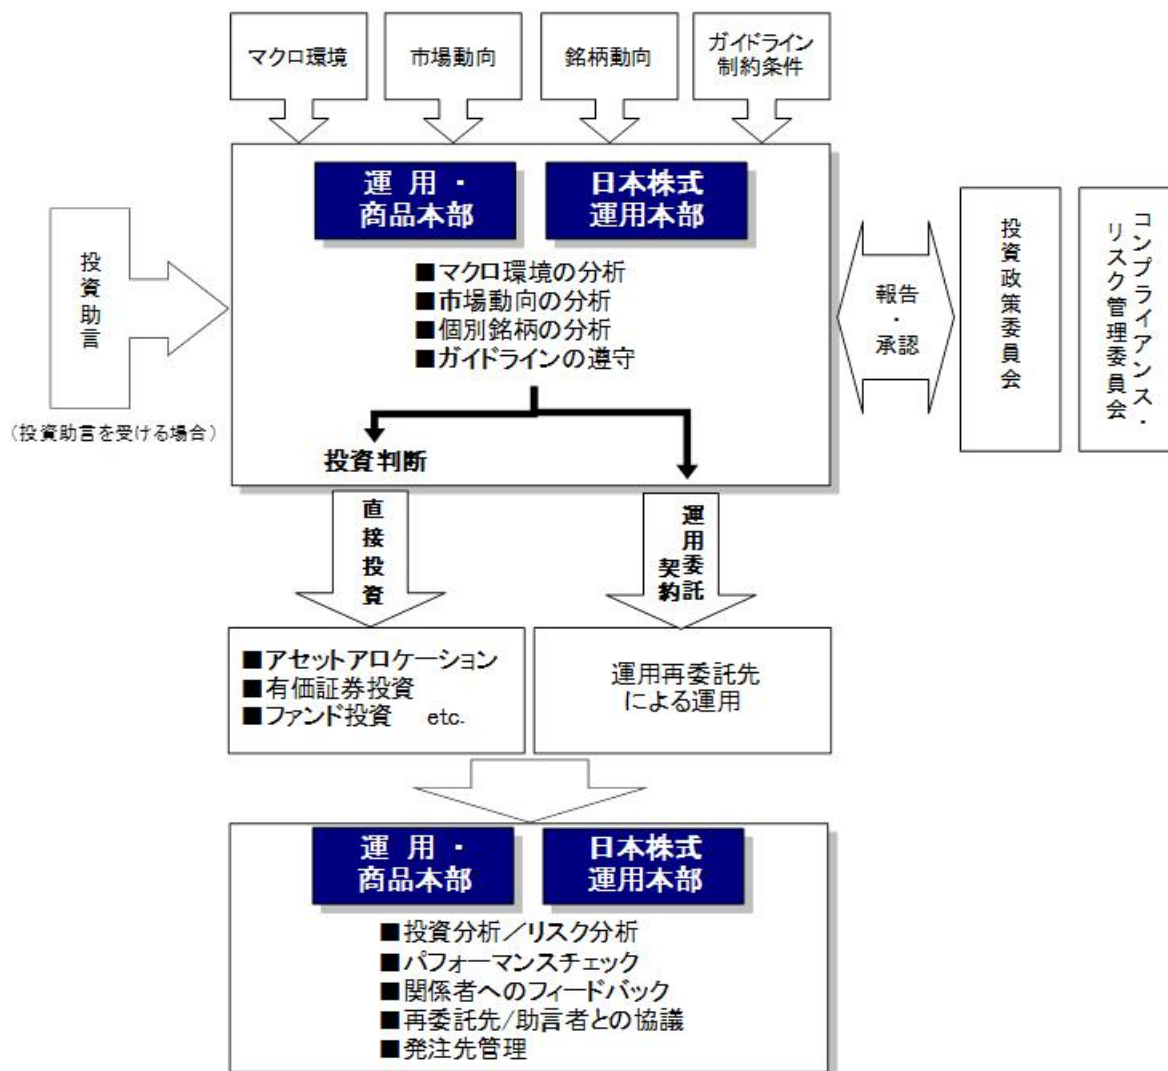 マクロ環境
市場動向
銘柄動向
ガイドライン
制約条件
運 用 ・
商品本部
日本株式
運用本部
■マクロ環境の分析
■市場動向の分析
■個別銘柄の分析
■ガイドラインの遵守
投資助言
(投資助言を受ける場合)
報告
・
承認
投資政策委員会
コンプライアンス・
リスク管理委員会
投資判断
直接投資
運用委託
契約
■アセットアロケーション
■有価証券投資
■ファンド投資 etc.
運用再委託先
による運用
運 用 ・
商品本部
日本株式
運用本部
■投資分析／リスク分析
■パフォーマンスチェック
■関係者へのフィードバック
■再委託先/助言者との協議
■発注先管理